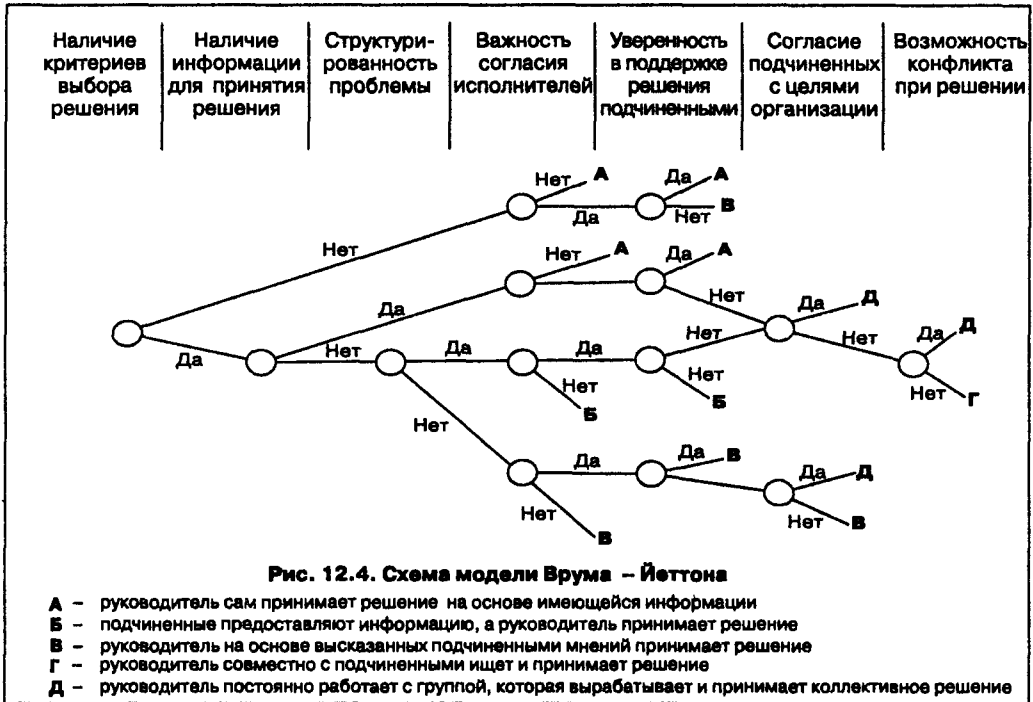 Наличие критериев выбора решения
Наличие информации для принятия решения
Структури-рованность проблемы
Важность согласия исполнителей
Уверенность в поддержке решения подчиненными
Согласие подчиненных с целями организации
Возможность конфликта при решении
Нет А Да А
Да Нет В
Нет
Нет А Да А
Да Нет Да Д
Да Нет Да Д
Нет Да Да Нет
Нет Нет Нет Г
Б Б
Нет
Да Да В Да Д
Нет Нет В
В
Рис. 12.4. Схема модели Врума – Йеттона
А – руководитель сам принимает решение на основе имеющейся информации
Б – подчиненные предоставляют информацию, а руководитель принимает решение
В – руководитель на основе высказанных подчиненными мнений принимает решение
Г – руководитель совместно с подчиненными ищет и принимает решение
Д – руководитель постоянно работает с группой, которая вырабатывает и принимает коллективное решение